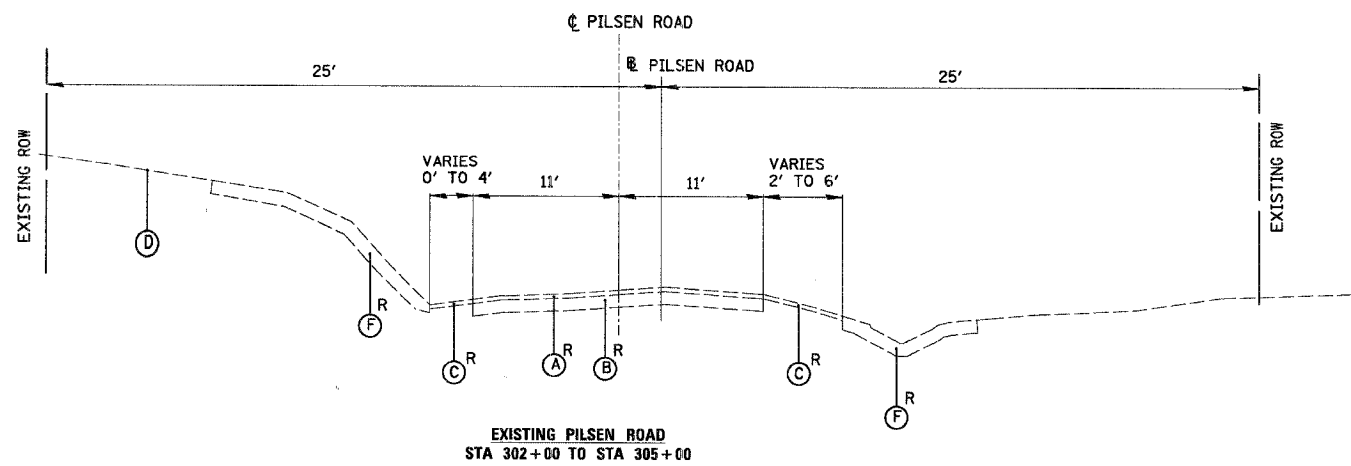 ℄ PILSEN ROAD
B PILSEN ROAD
25' 25'
EXISTING ROW
EXISTING ROW
VARIES
0' TO 4'
11' 11'
VARIES
2' TO 6'
D
R
F
R
C
R
A
R
B
R
C
R
F
EXISTING PILSEN ROAD
STA 302+00 TO STA 305+00